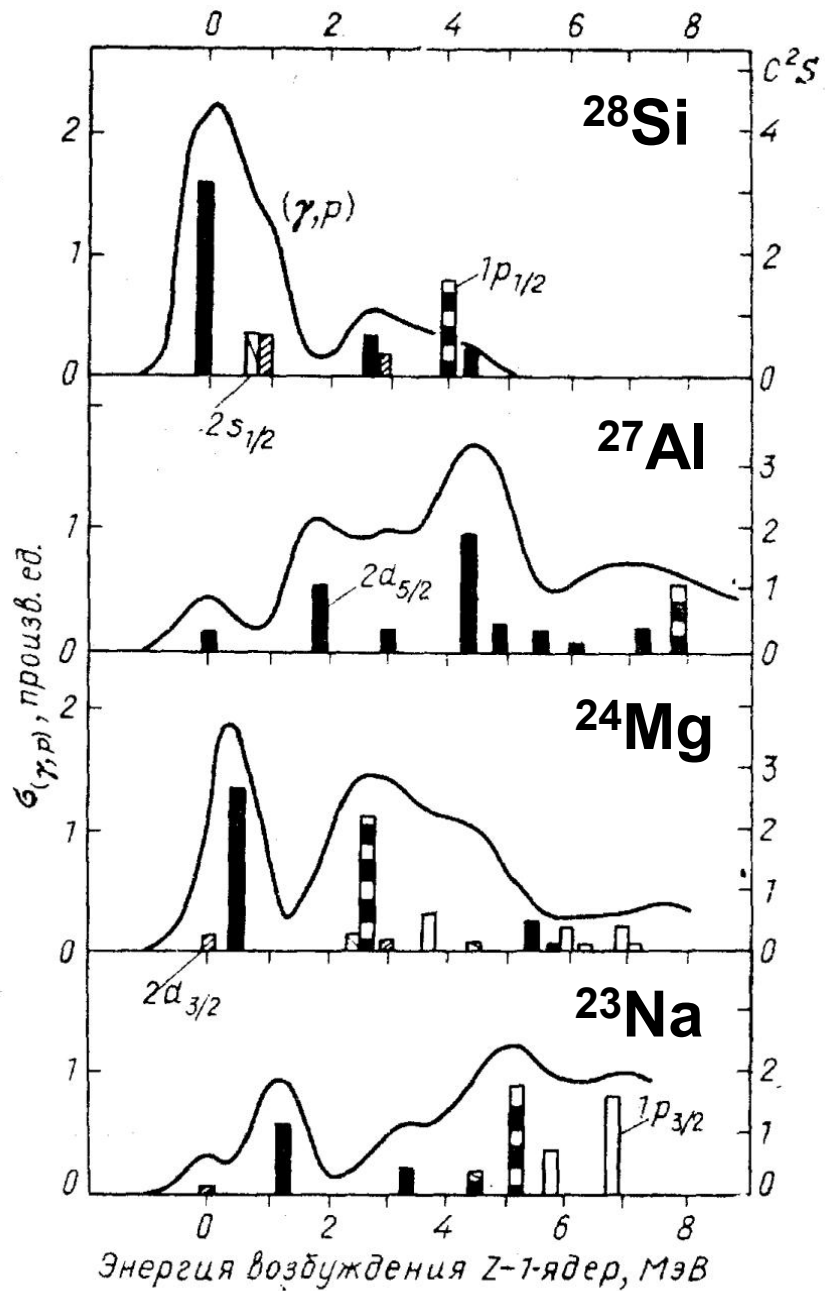 0 2 4 6 8
C²S
²⁸Si
2 4
(γ,p)
1p₁/₂
1 2
0 0
2s₁/₂
²⁷Al
3
1 2
2d₅/₂
1
0 0
²⁴Mg
2
3
1 2
1
0 0
2d₃/₂
²³Na
1 2
1p₃/₂
1
0 0
0 2 4 6 8
Энергия возбуждения Z-1-ядер, МэВ
σ(γ,p), произв. ед.